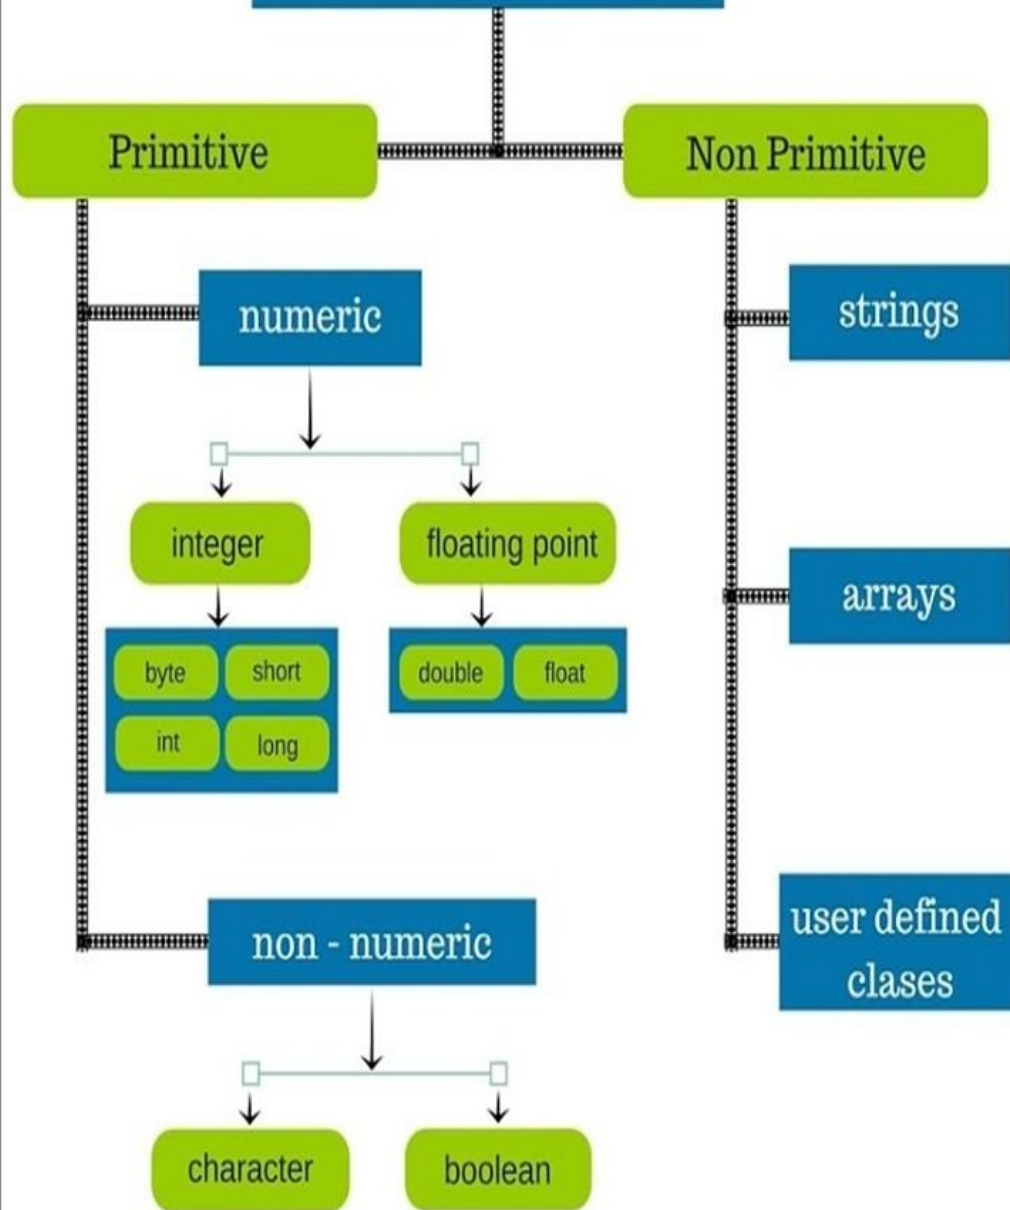 Primitive
Non Primitive
numeric
strings
integer
floating point
arrays
byte
short
double
float
int
long
non - numeric
user defined
clases
character
boolean